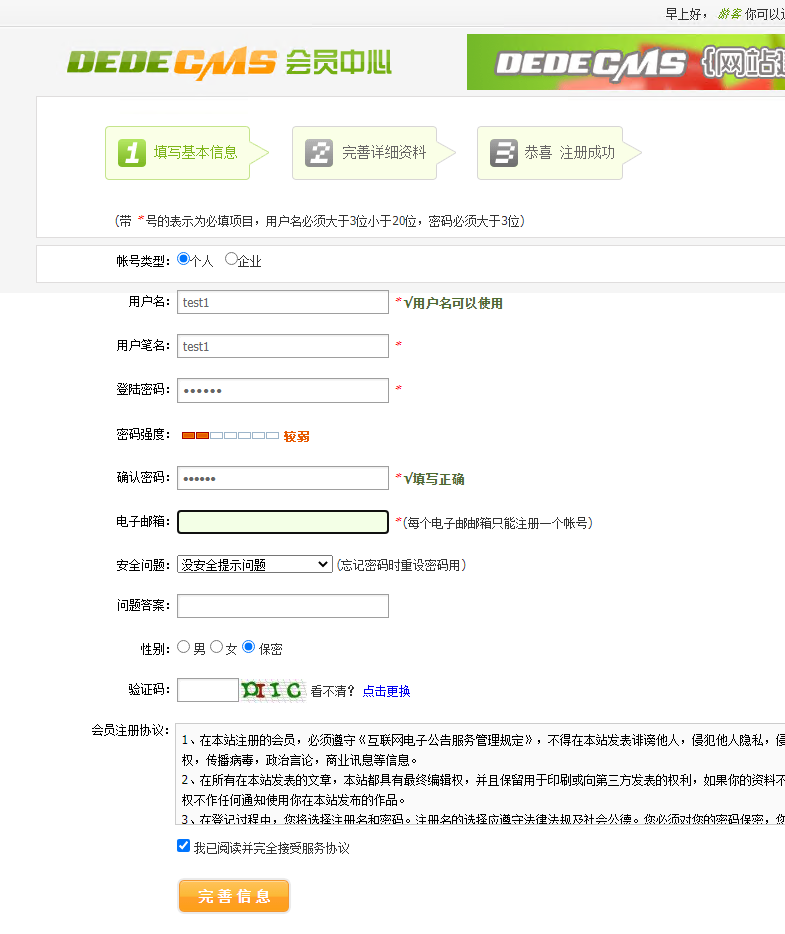 早上好， 游客 你可以
DEDECMS 会员中心
DEDECMS {网站
1 填写基本信息
2 完善详细资料
3 恭喜 注册成功
(带 *号的表示为必填项目，用户名必须大于3位小于20位，密码必须大于3位)
帐号类型： 个人 企业
用户名： test1 *√用户名可以使用
用户笔名： test1 *
登陆密码： •••••• *
密码强度： 较弱
确认密码： •••••• *√填写正确
电子邮箱： *(每个电子邮邮箱只能注册一个帐号)
安全问题： 没安全提示问题 (忘记密码时重设密码用)
问题答案：
性别： 男 女 保密
验证码： 看不清？ 点击更换
会员注册协议：
1、在本站注册的会员，必须遵守《互联网电子公告服务管理规定》，不得在本站发表诽谤他人，侵犯他人隐私，侵
权，传播病毒，政治言论，商业讯息等信息。
2、在所有在本站发表的文章，本站都具有最终编辑权，并且保留用于印刷或向第三方发表的权利，如果你的资料不
权不作任何通知使用你在本站发布的作品。
3、在登记过程中，您将选择注册名和密码。注册名的选择应遵守法律法规及社会公德。您必须对您的密码保密，您
我已阅读并完全接受服务协议
完善信息